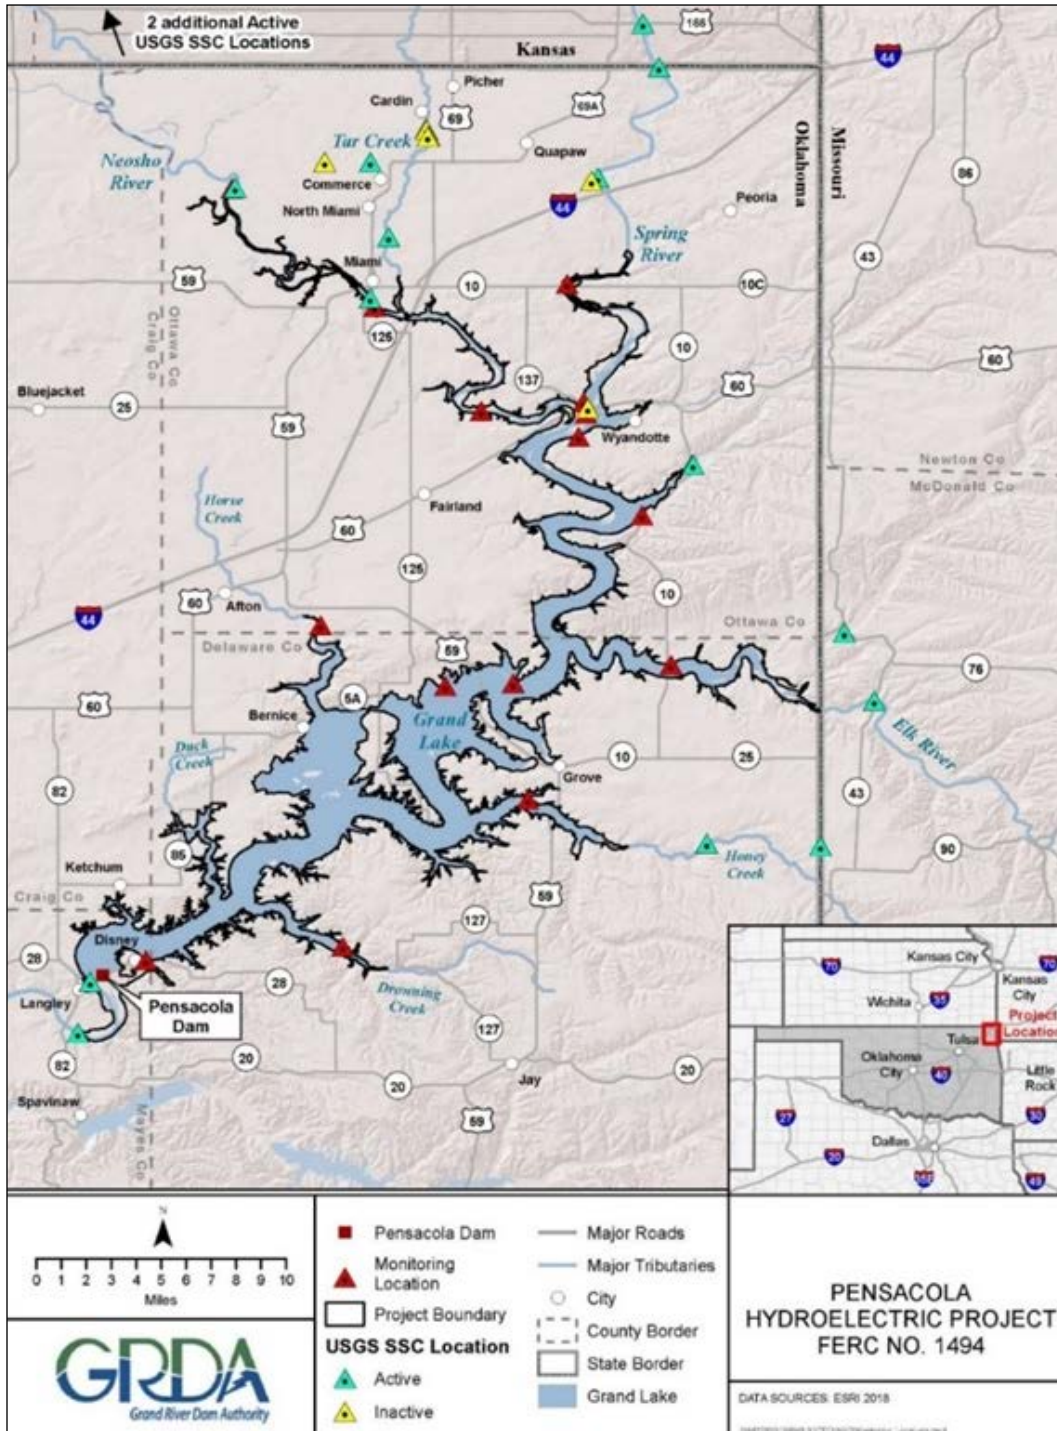 2 additional Active
USGS SSC Locations
Kansas
166
44
Picher
Cardin
69
69A
Tar Creek
Neosho
River
Quapaw
Oklahoma
Missouri
Commerce
86
North Miami
44
Peoria
Spring
River
43
Miami
59
10
10C
125
Ottawa Co
Craig Co
10
60
137
60
Bluejacket
25
59
Wyandotte
Newton Co
McDonald Co
Horse
Creek
Fairland
60
125
10
60
Afton
44
Ottawa Co
Delaware Co
59
76
5A
60
Bernice
Grand
Lake
Elk River
Duck
Creek
10
25
Grove
82
43
85
Honey
Creek
90
Ketchum
59
Craig Co
127
28
Disney
Langley
28
Drowning
Creek
Pensacola
Dam
127
82
20
20
Jay
20
Spavinaw
59
Mayes Co
Kansas City
70
70
Kansas
City
Wichita
35
Project
Location
Tulsa
Oklahoma
City
40
Little
Rock
27
30
Dallas
20
49
N
0 1 2 3 4 5 6 7 8 9 10
Miles
GRDA
Grand River Dam Authority
Pensacola Dam
Monitoring
Location
Project Boundary
USGS SSC Location
Active
Inactive
Major Roads
Major Tributaries
City
County Border
State Border
Grand Lake
PENSACOLA
HYDROELECTRIC PROJECT
FERC NO. 1494
DATA SOURCES: ESRI 2018